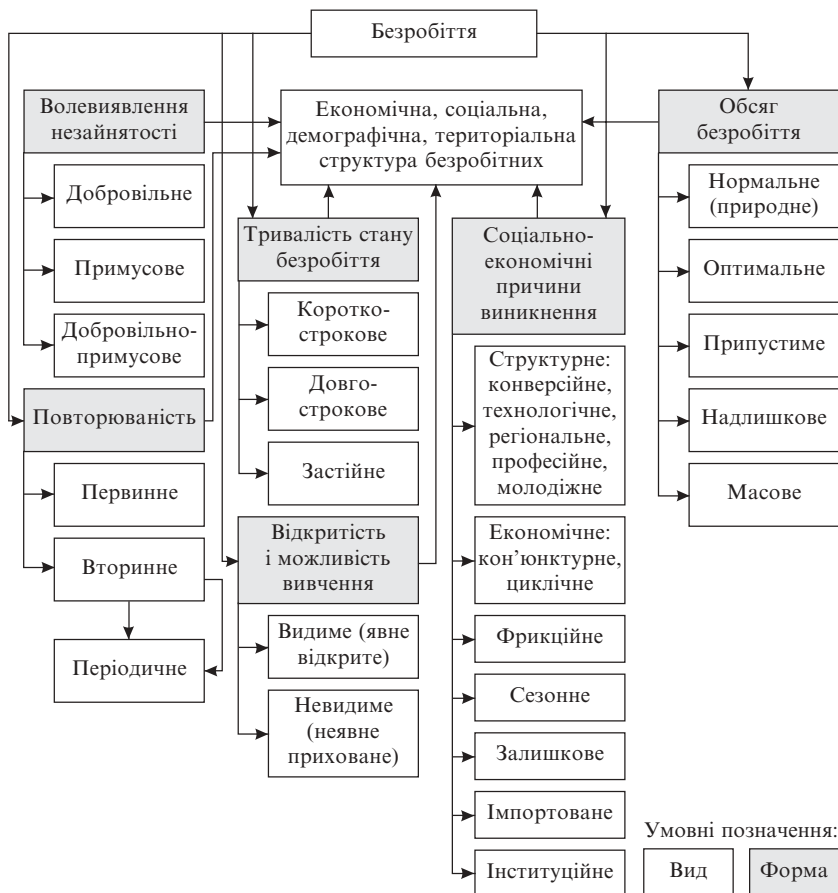 Безробіття
Волевиявлення
незайнятості
Добровільне
Примусове
Добровільно-
примусове
Повторюваність
Первинне
Вторинне
Періодичне
Економічна, соціальна,
демографічна, територіальна
структура безробітних
Тривалість стану
безробіття
Коротко-
строкове
Довго-
строкове
Застійне
Відкритість
і можливість
вивчення
Видиме (явне
відкрите)
Невидиме
(неявне
приховане)
Соціально-
економічні
причини
виникнення
Структурне:
конверсійне,
технологічне,
регіональне,
професійне,
молодіжне
Економічне:
кон’юнктурне,
циклічне
Фрикційне
Сезонне
Залишкове
Імпортоване
Інституційне
Обсяг
безробіття
Нормальне
(природне)
Оптимальне
Припустиме
Надлишкове
Масове
Умовні позначення:
Вид
Форма